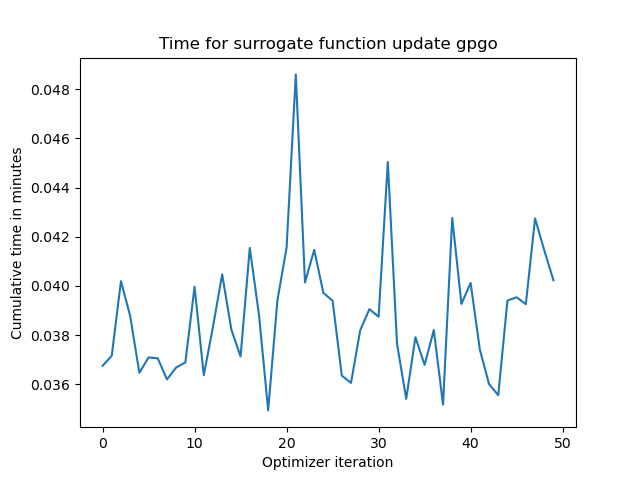 Time for surrogate function update gpgo
Cumulative time in minutes
0.048
0.046
0.044
0.042
0.040
0.038
0.036
0 10 20 30 40 50
Optimizer iteration